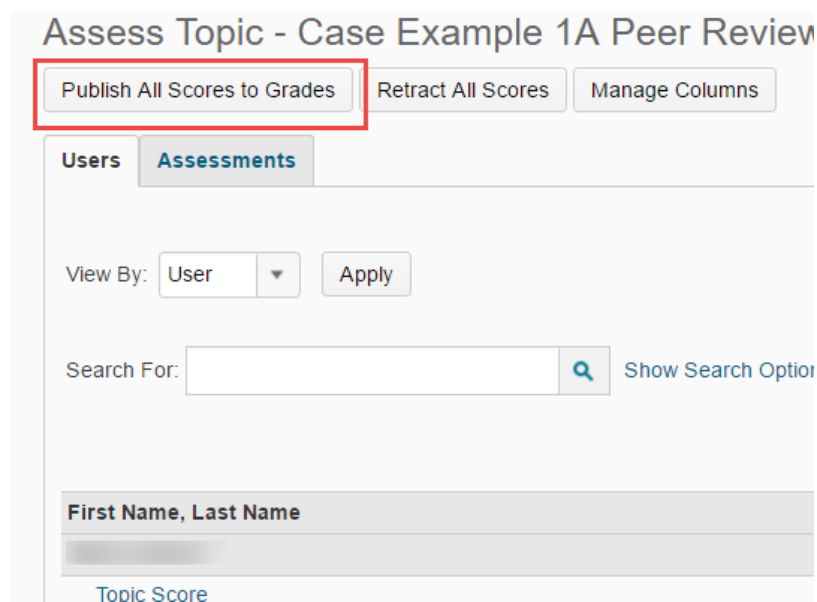 Assess Topic - Case Example 1A Peer Review
Publish All Scores to Grades Retract All Scores Manage Columns
Users Assessments
View By: User Apply
Search For: Show Search Option
First Name, Last Name
Topic Score